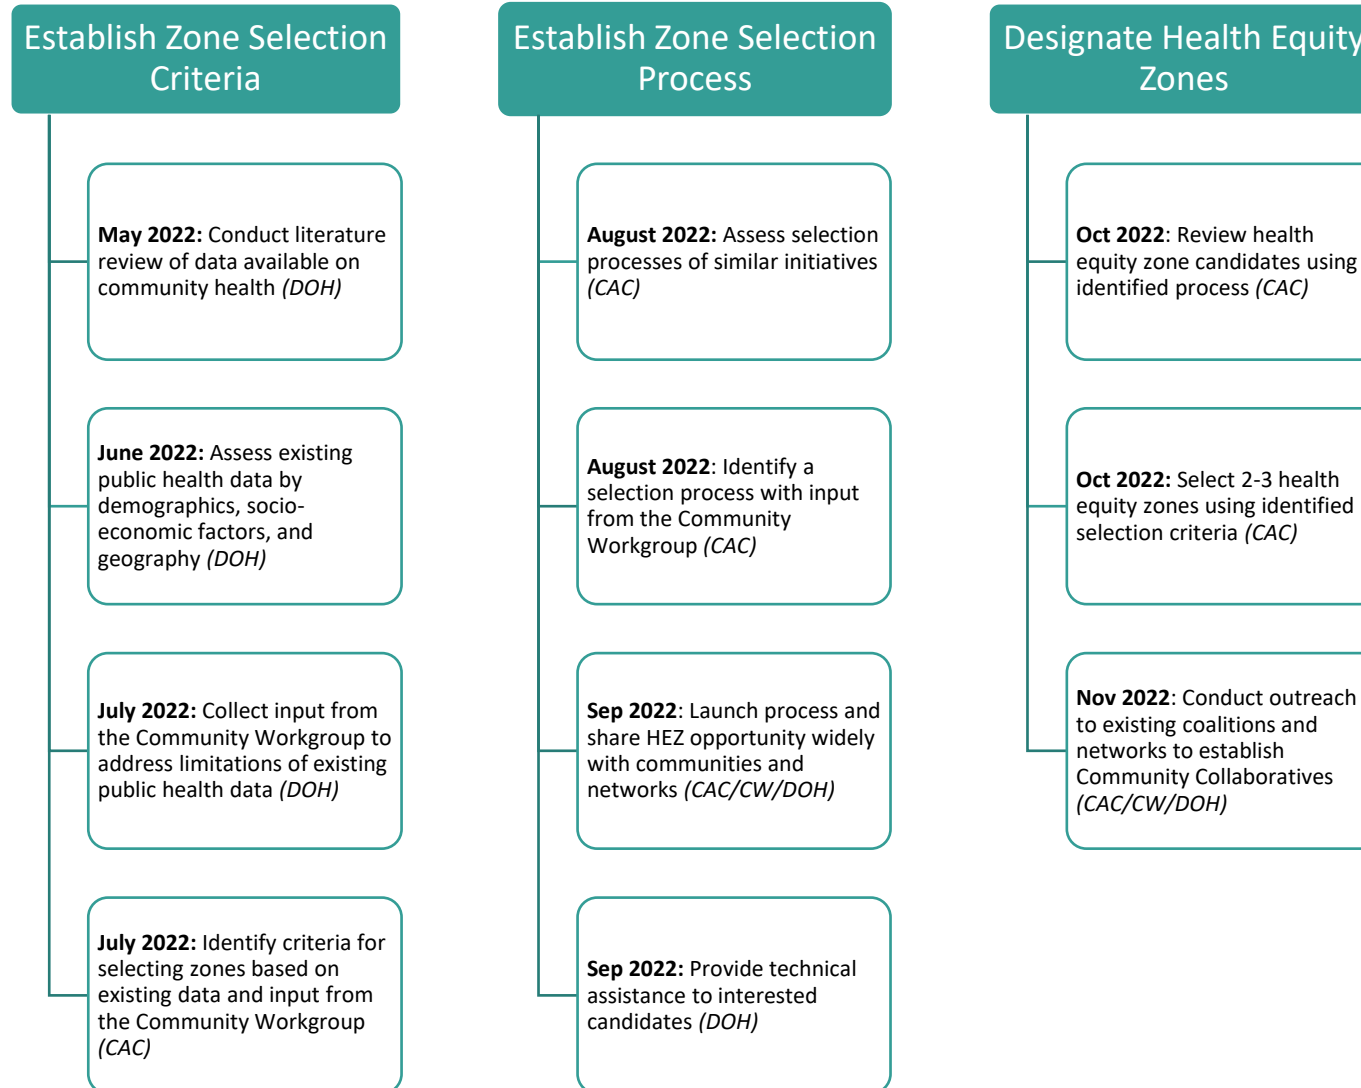 Establish Zone Selection
Criteria
May 2022: Conduct literature
review of data available on
community health (DOH)
June 2022: Assess existing
public health data by
demographics, socio-
economic factors, and
geography (DOH)
July 2022: Collect input from
the Community Workgroup to
address limitations of existing
public health data (DOH)
July 2022: Identify criteria for
selecting zones based on
existing data and input from
the Community Workgroup
(CAC)
Establish Zone Selection
Process
August 2022: Assess selection
processes of similar initiatives
(CAC)
August 2022: Identify a
selection process with input
from the Community
Workgroup (CAC)
Sep 2022: Launch process and
share HEZ opportunity widely
with communities and
networks (CAC/CW/DOH)
Sep 2022: Provide technical
assistance to interested
candidates (DOH)
Designate Health Equity
Zones
Oct 2022: Review health
equity zone candidates using
identified process (CAC)
Oct 2022: Select 2-3 health
equity zones using identified
selection criteria (CAC)
Nov 2022: Conduct outreach
to existing coalitions and
networks to establish
Community Collaboratives
(CAC/CW/DOH)